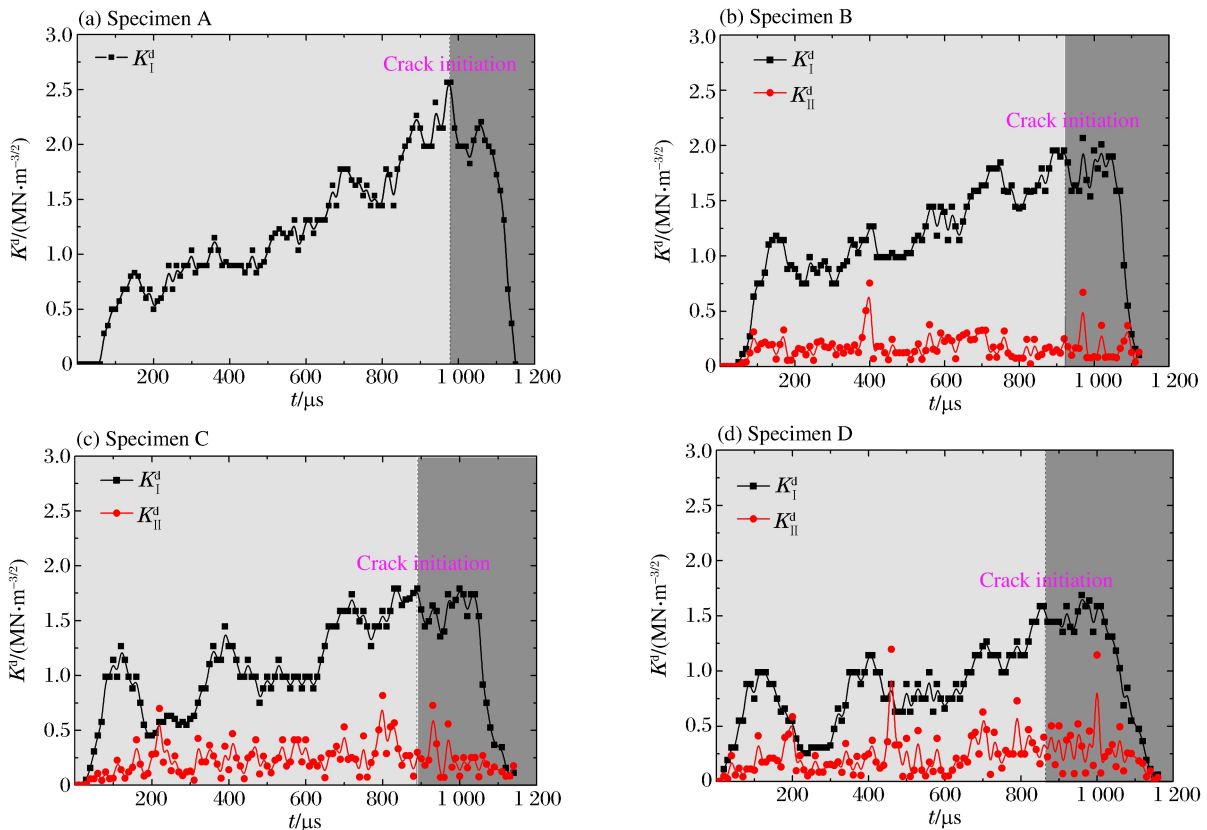 (a) Specimen A
3.0
2.5
2.0
1.5
1.0
0.5
0
K^d/(MN·m^{-3/2})
K_I^d
Crack initiation
200 400 600 800 1 000 1 200
t/μs
(b) Specimen B
3.0
2.5
2.0
1.5
1.0
0.5
0
K^d/(MN·m^{-3/2})
K_I^d
K_II^d
Crack initiation
200 400 600 800 1 000 1 200
t/μs
(c) Specimen C
3.0
2.5
2.0
1.5
1.0
0.5
0
K^d/(MN·m^{-3/2})
K_I^d
K_II^d
Crack initiation
200 400 600 800 1 000 1 200
t/μs
(d) Specimen D
3.0
2.5
2.0
1.5
1.0
0.5
0
K^d/(MN·m^{-3/2})
K_I^d
K_II^d
Crack initiation
200 400 600 800 1 000 1 200
t/μs